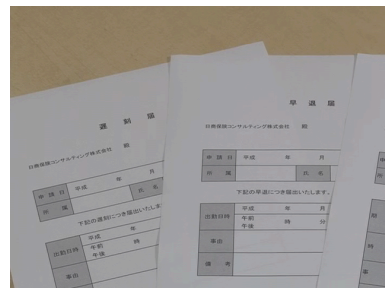 遅 刻 届
日商保険コンサルティング株式会社 殿
申 請 日 平成 年 月
所 属 氏 名
下記の遅刻につき届出いたしま
出勤日時 平成 年
午前
午後 時
事由
早 退 届
日商保険コンサルティング株式会社 殿
申 請 日 平成 年 月
所 属 氏 名
下記の早退につき届出いたします。
出勤日時 平成 年 月
午前
午後 時 分
事由
備 考
時
事